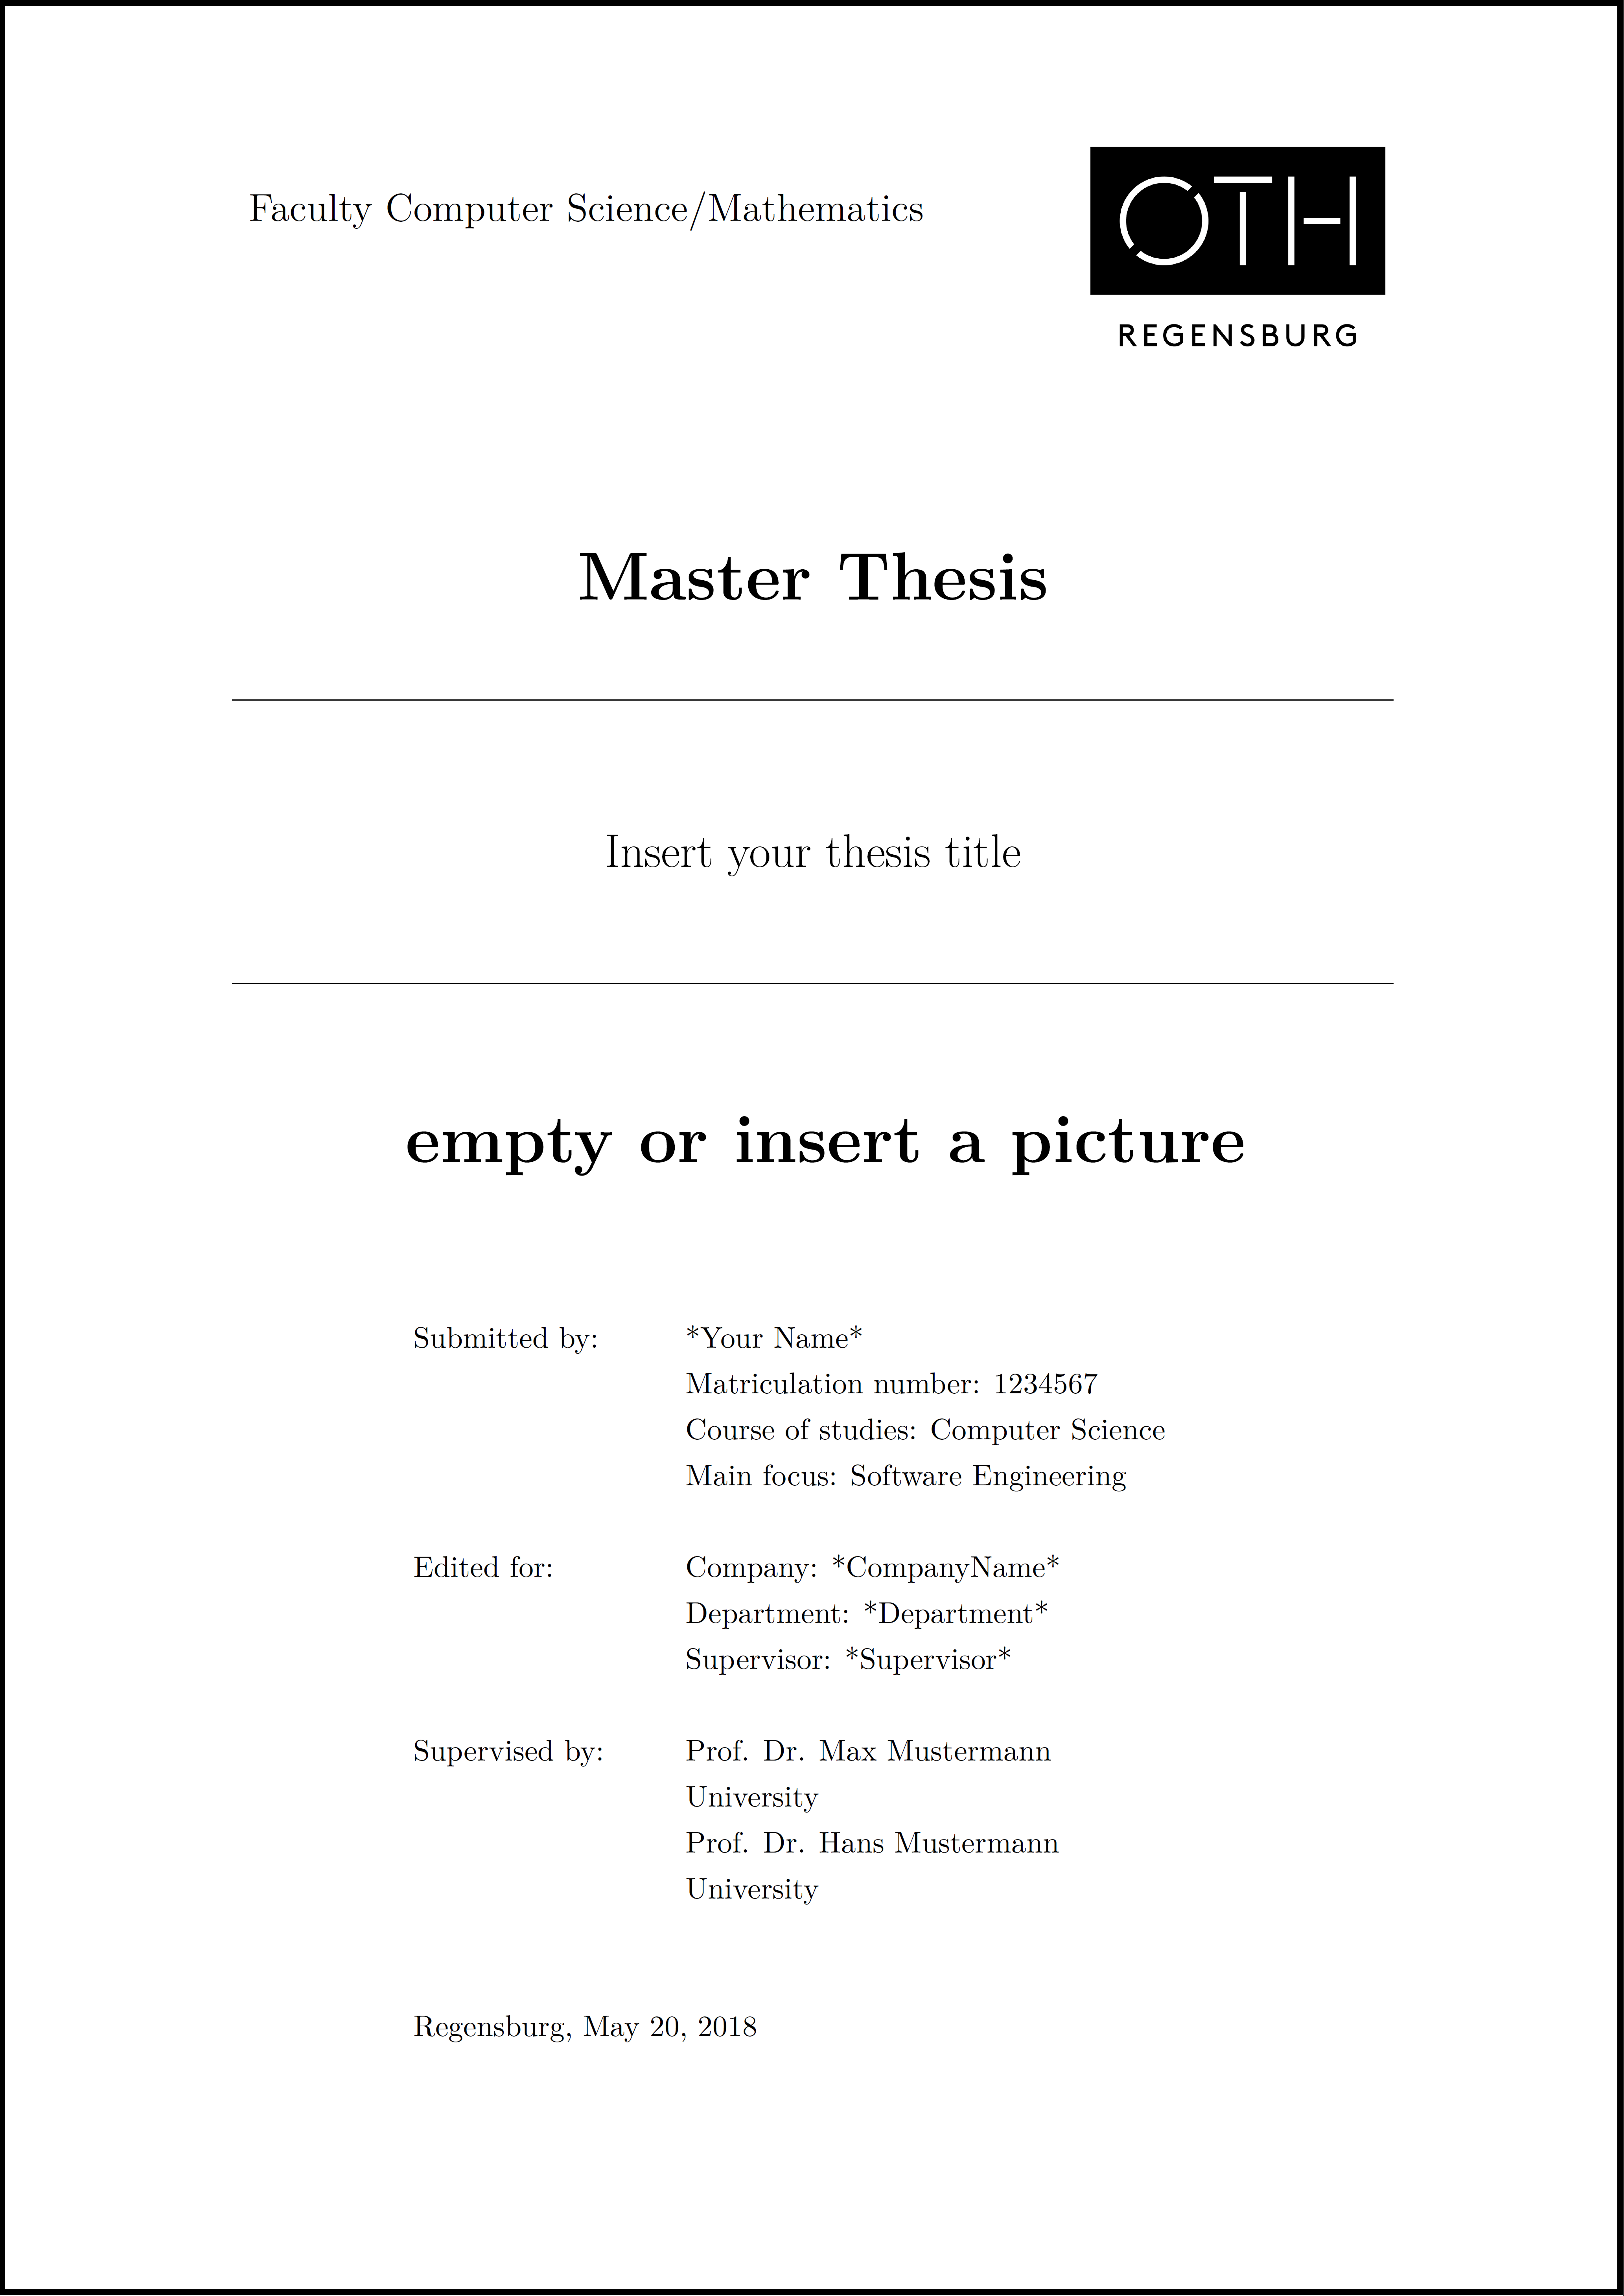 Faculty Computer Science/Mathematics
OTH
REGENSBURG
Master Thesis
Insert your thesis title
empty or insert a picture
Submitted by: *Your Name*
Matriculation number: 1234567
Course of studies: Computer Science
Main focus: Software Engineering
Edited for: Company: *CompanyName*
Department: *Department*
Supervisor: *Supervisor*
Supervised by: Prof. Dr. Max Mustermann
University
Prof. Dr. Hans Mustermann
University
Regensburg, May 20, 2018